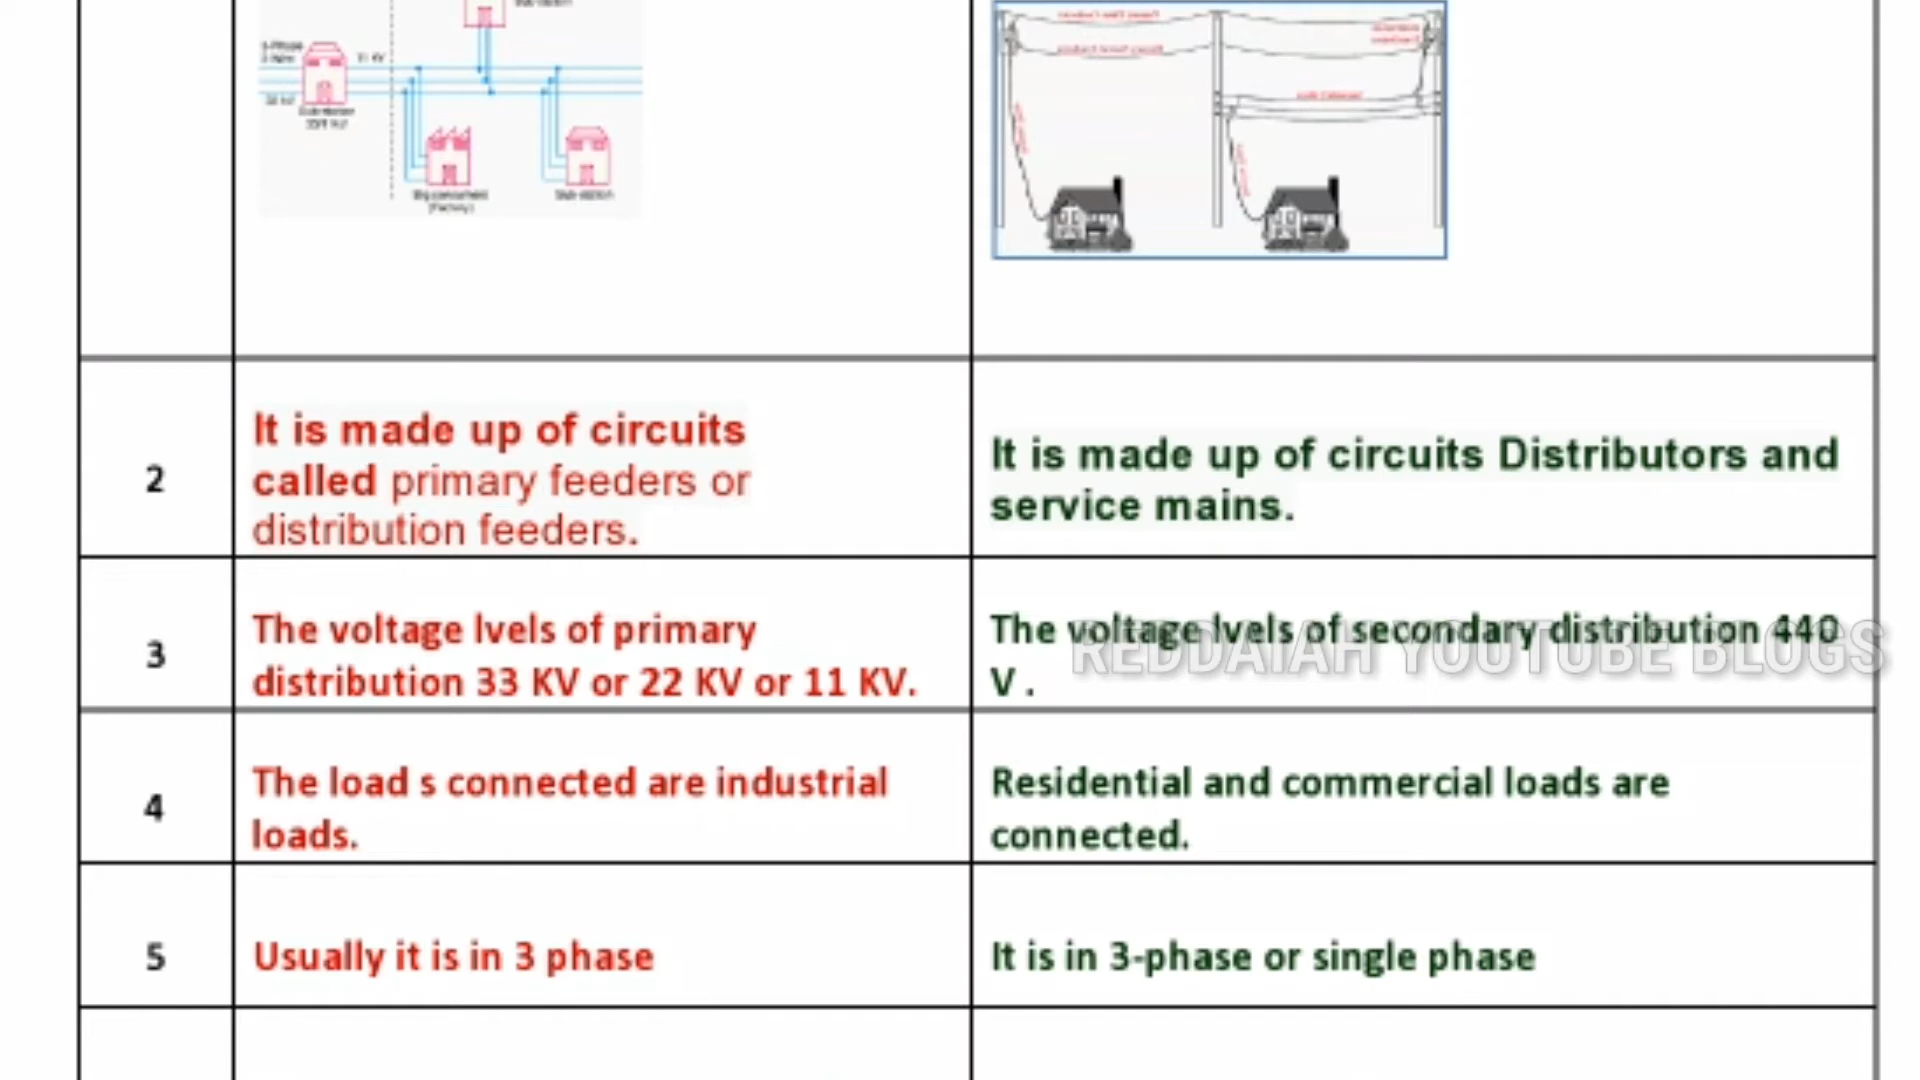 11 KV
2
It is made up of circuits
called primary feeders or
distribution feeders.
It is made up of circuits Distributors and
service mains.
3
The voltage lvels of primary
distribution 33 KV or 22 KV or 11 KV.
The voltage lvels of secondary distribution 440
V .
REDDAIAH YOUTUBE BLOGS
4
The load s connected are industrial
loads.
Residential and commercial loads are
connected.
5
Usually it is in 3 phase
It is in 3-phase or single phase